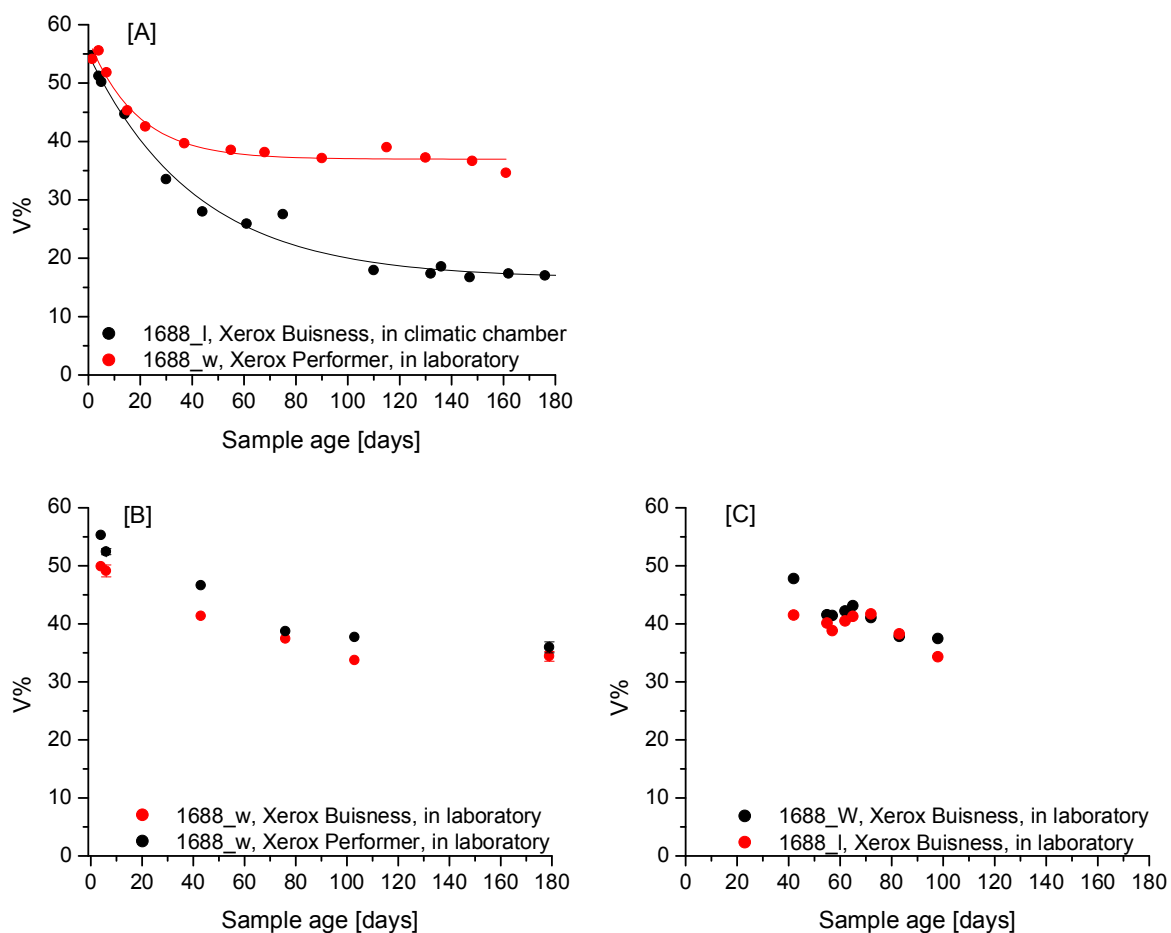 [A]
60
50
40
30
20
10
0
V%
1688_l, Xerox Buisness, in climatic chamber
1688_w, Xerox Performer, in laboratory
0 20 40 60 80 100 120 140 160 180
Sample age [days]
[B]
60
50
40
30
20
10
0
V%
1688_w, Xerox Buisness, in laboratory
1688_w, Xerox Performer, in laboratory
0 20 40 60 80 100 120 140 160 180
Sample age [days]
[C]
60
50
40
30
20
10
0
V%
1688_W, Xerox Buisness, in laboratory
1688_l, Xerox Buisness, in laboratory
0 20 40 60 80 100 120 140 160 180
Sample age [days]